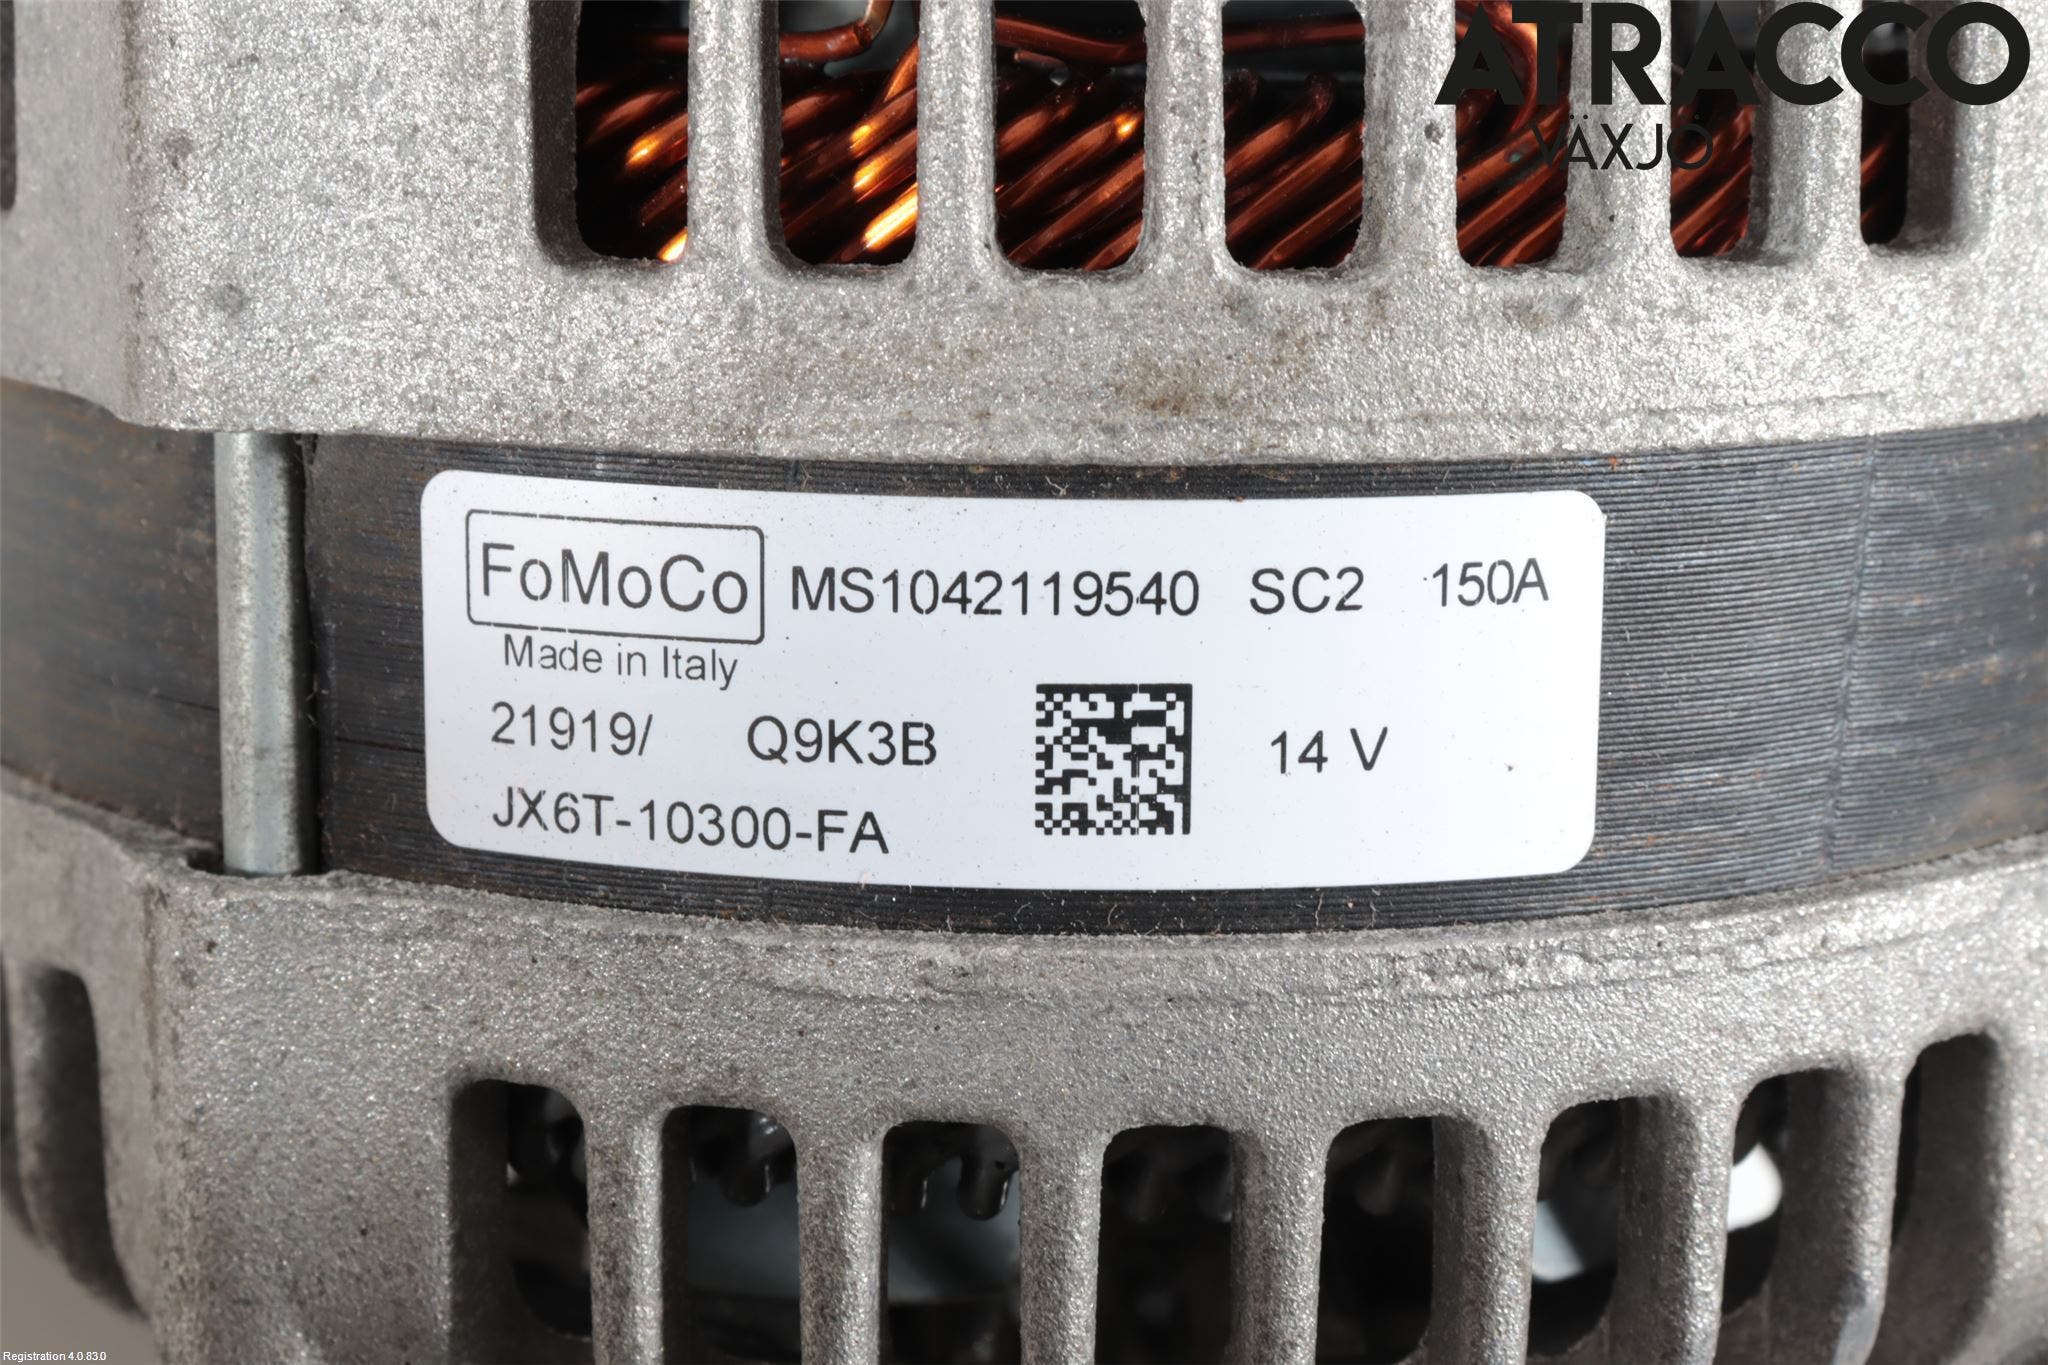 ATRACCO
VÄXJÖ
FoMoCo MS1042119540 SC2 150A
Made in Italy
21919/ Q9K3B 14 V
JX6T-10300-FA
Registration 4.0.83.0